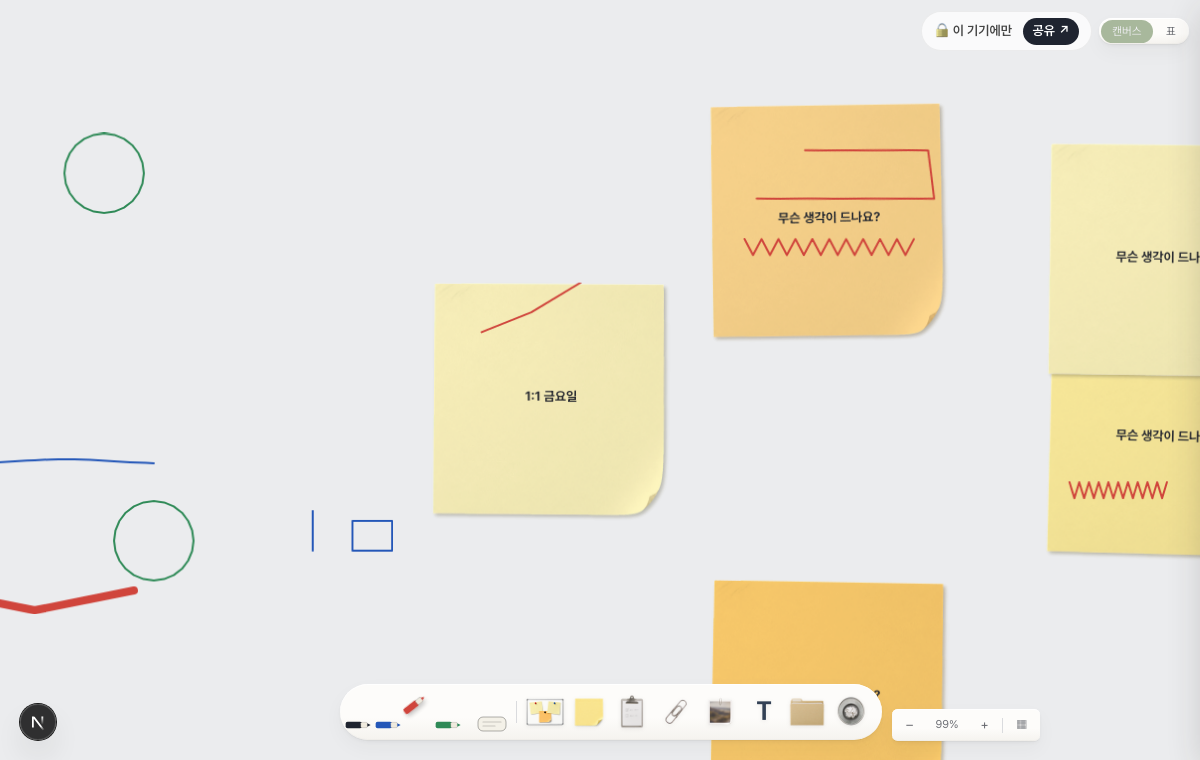 이 기기에만
공유 ↗
캔버스
표
무슨 생각이 드나요?
무슨 생각이 드나
1:1 금요일
무슨 생각이 드나
?
T
N
− 99% +